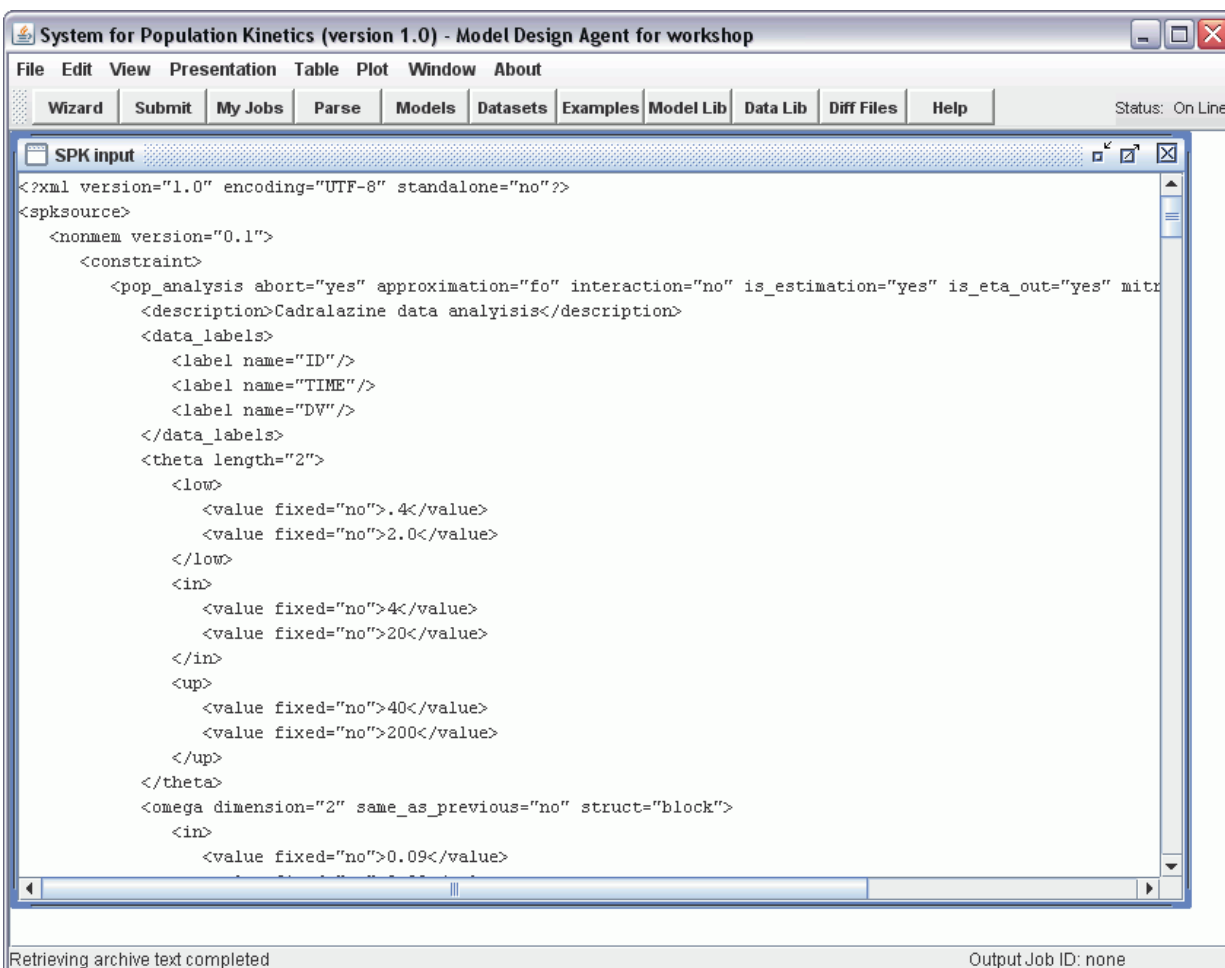 System for Population Kinetics (version 1.0) - Model Design Agent for workshop
File Edit View Presentation Table Plot Window About
Wizard Submit My Jobs Parse Models Datasets Examples Model Lib Data Lib Diff Files Help Status: On Line
SPK input
<?xml version="1.0" encoding="UTF-8" standalone="no"?>
<spksource>
<nonmem version="0.1">
<constraint>
<pop_analysis abort="yes" approximation="fo" interaction="no" is_estimation="yes" is_eta_out="yes" mitr
<description>Cadralazine data analyisis</description>
<data_labels>
<label name="ID"/>
<label name="TIME"/>
<label name="DV"/>
</data_labels>
<theta length="2">
<low>
<value fixed="no">.4</value>
<value fixed="no">2.0</value>
</low>
<in>
<value fixed="no">4</value>
<value fixed="no">20</value>
</in>
<up>
<value fixed="no">40</value>
<value fixed="no">200</value>
</up>
</theta>
<omega dimension="2" same_as_previous="no" struct="block">
<in>
<value fixed="no">0.09</value>
Retrieving archive text completed Output Job ID: none